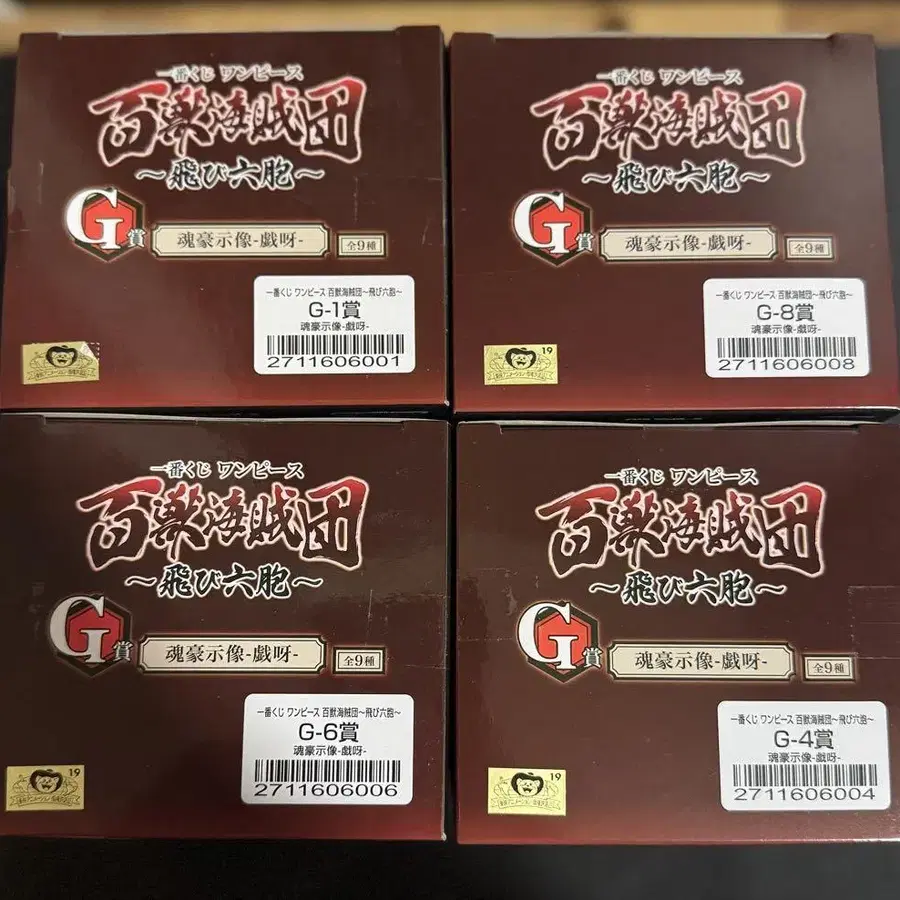 一番くじ ワンピース
百獣海賊団
～飛び六胞～
G賞
魂豪示像-戯呀-
全9種
一番くじ ワンピース 百獣海賊団～飛び六胞～
G-1賞
魂豪示像-戯呀-
2711606001
一番くじ ワンピース
百獣海賊団
～飛び六胞～
G賞
魂豪示像-戯呀-
全9種
一番くじ ワンピース 百獣海賊団～飛び六胞～
G-8賞
魂豪示像-戯呀-
2711606008
19
一番くじ ワンピース
百獣海賊団
～飛び六胞～
G賞
魂豪示像-戯呀-
全9種
一番くじ ワンピース 百獣海賊団～飛び六胞～
G-6賞
魂豪示像-戯呀-
2711606006
19
一番くじ ワンピース
百獣海賊団
～飛び六胞～
G賞
魂豪示像-戯呀-
全9種
一番くじ ワンピース 百獣海賊団～飛び六胞～
G-4賞
魂豪示像-戯呀-
2711606004
19